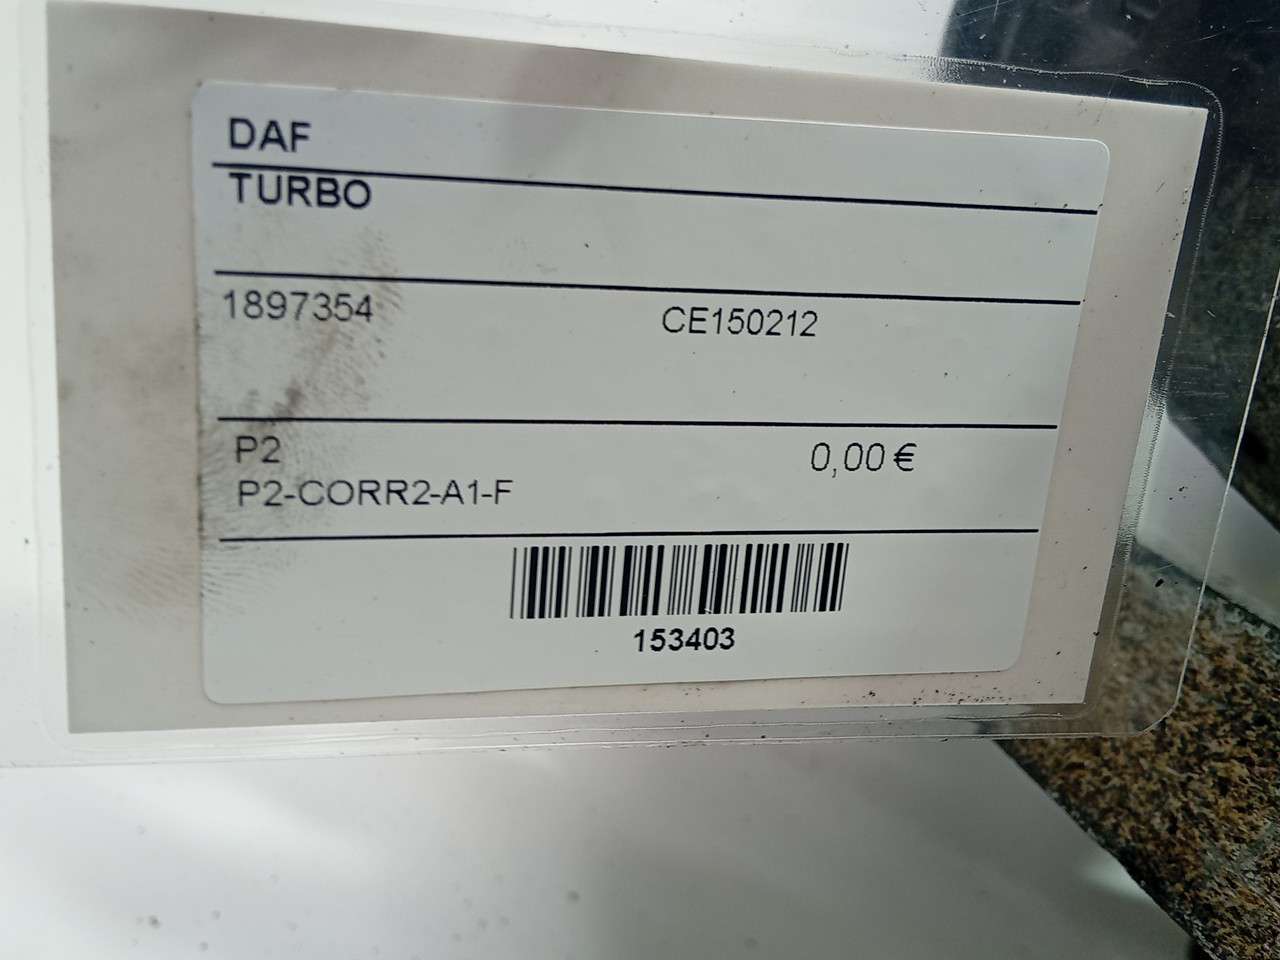 DAF
TURBO
1897354 CE150212
P2 0,00 €
P2-CORR2-A1-F
153403